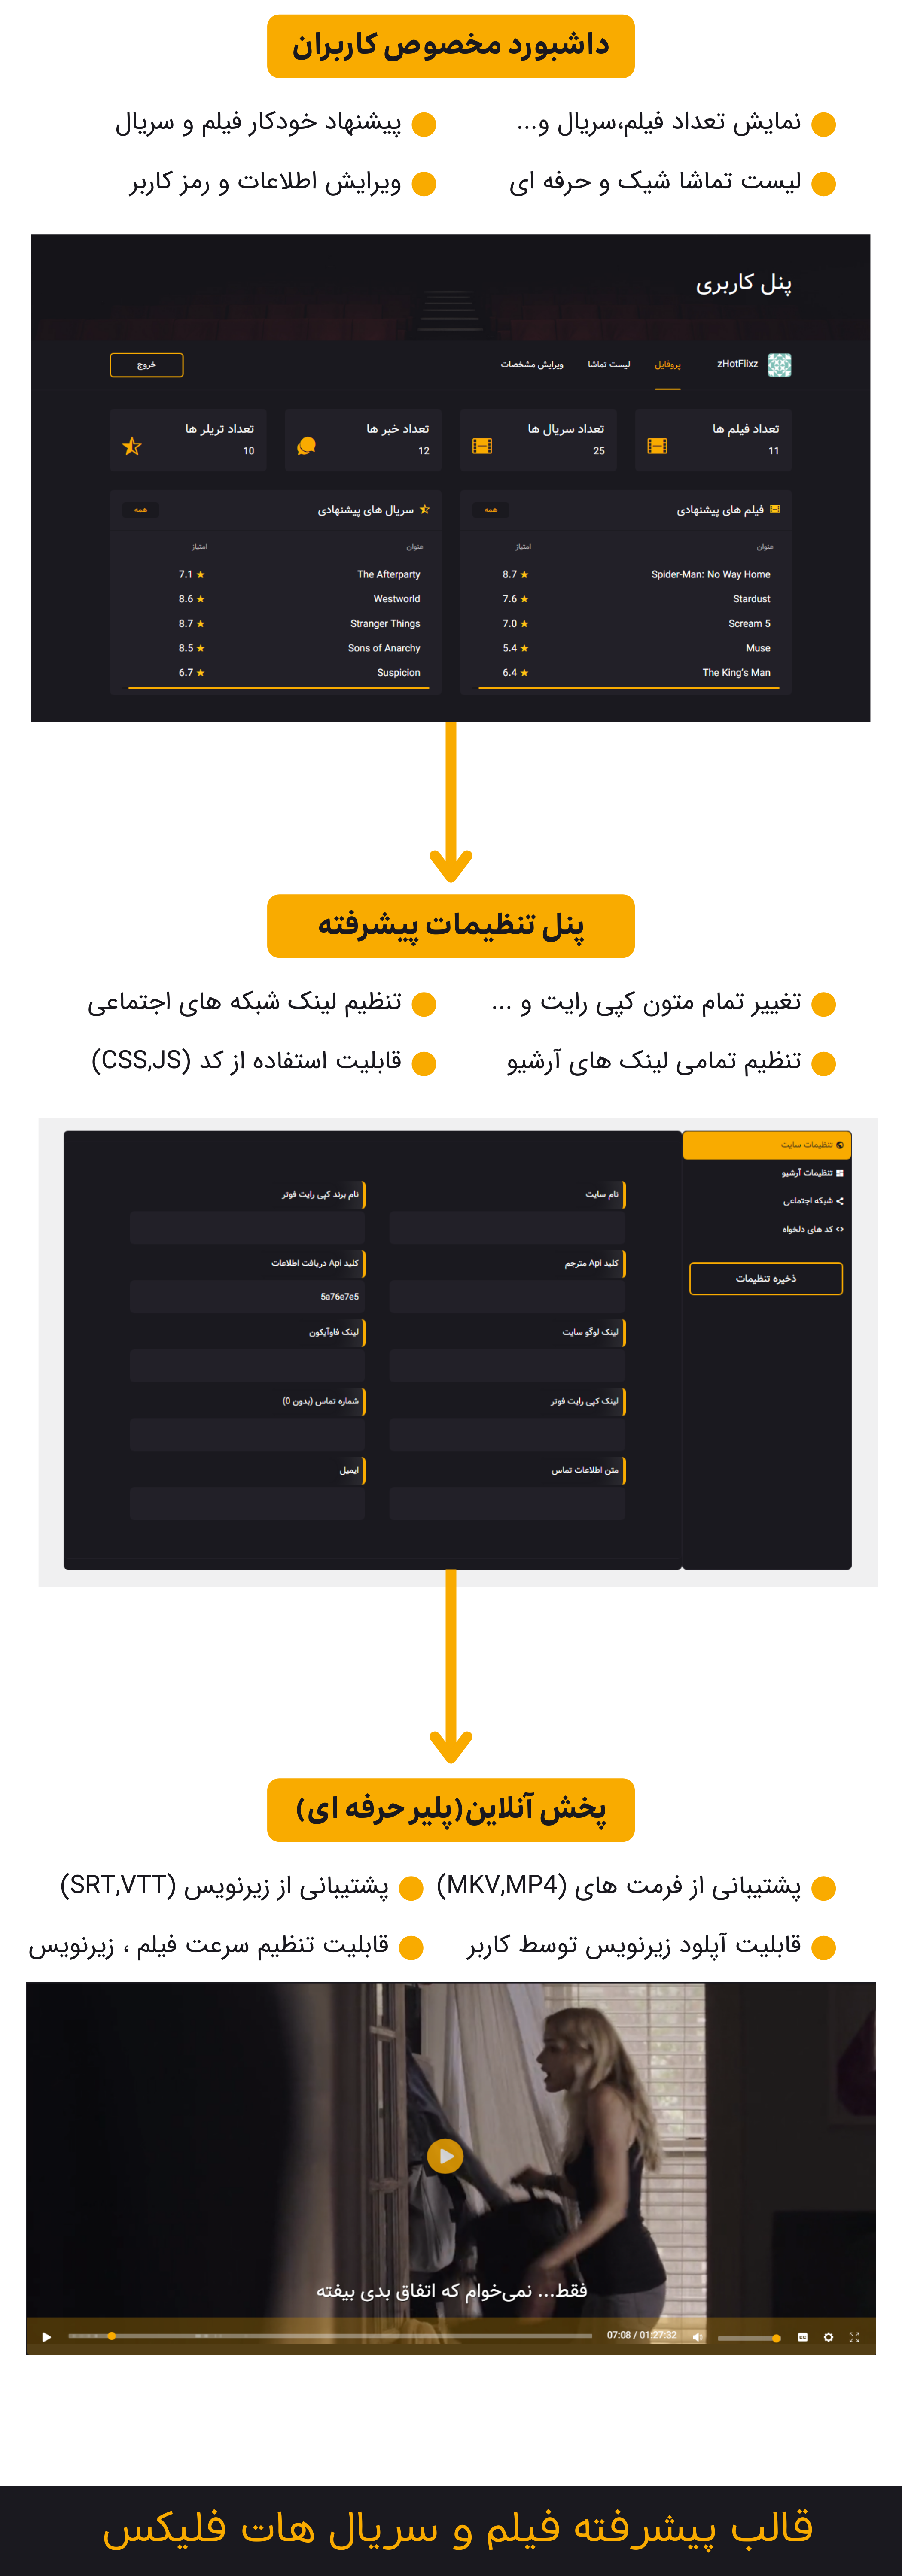 داشبورد مخصوص کاربران
نمایش تعداد فیلم،سریال و...
پیشنهاد خودکار فیلم و سریال
لیست تماشا شیک و حرفه ای
ویرایش اطلاعات و رمز کاربر
پنل کاربری
zHotFlixz
پروفایل
لیست تماشا
ویرایش مشخصات
خروج
تعداد فیلم ها
11
تعداد سریال ها
25
تعداد خبر ها
12
تعداد تریلر ها
10
فیلم های پیشنهادی
همه
عنوان
امتیاز
Spider-Man: No Way Home 8.7
Stardust 7.6
Scream 5 7.0
Muse 5.4
The King's Man 6.4
سریال های پیشنهادی
همه
عنوان
امتیاز
The Afterparty 7.1
Westworld 8.6
Stranger Things 8.7
Sons of Anarchy 8.5
Suspicion 6.7
پنل تنظیمات پیشرفته
تغییر تمام متون کپی رایت و ...
تنظیم لینک شبکه های اجتماعی
تنظیم تمامی لینک های آرشیو
قابلیت استفاده از کد (CSS,JS)
تنظیمات سایت
تنظیمات آرشیو
شبکه اجتماعی
کد های دلخواه
ذخیره تنظیمات
نام سایت
نام برند کپی رایت فوتر
کلید Api مترجم
کلید Api دریافت اطلاعات
5a76e7e5
لینک لوگو سایت
لینک فاوآیکون
لینک کپی رایت فوتر
شماره تماس (بدون 0)
متن اطلاعات تماس
ایمیل
پخش آنلاین(پلیر حرفه ای)
پشتیبانی از فرمت های (MKV,MP4)
پشتیبانی از زیرنویس (SRT,VTT)
قابلیت آپلود زیرنویس توسط کاربر
قابلیت تنظیم سرعت فیلم ، زیرنویس
فقط... نمی‌خوام که اتفاق بدی بیفته
07:08 / 01:27:32
CC
قالب پیشرفته فیلم و سریال هات فلیکس